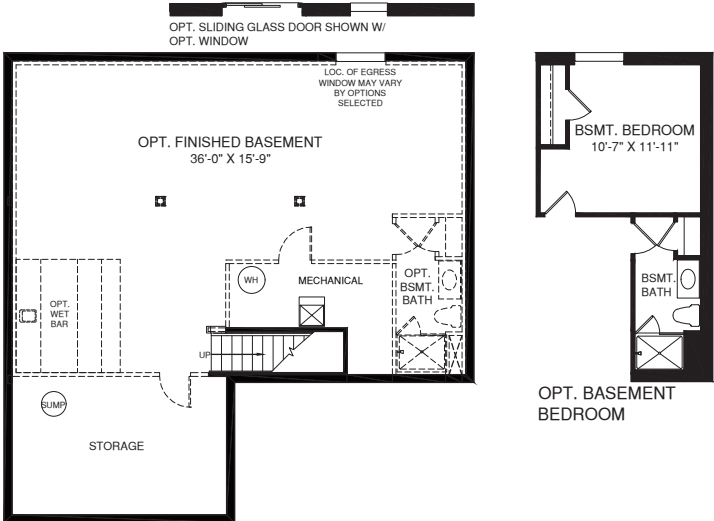 OPT. SLIDING GLASS DOOR SHOWN W/
OPT. WINDOW
LOC. OF EGRESS
WINDOW MAY VARY
BY OPTIONS
SELECTED
OPT. FINISHED BASEMENT
36'-0" X 15'-9"
BSMT. BEDROOM
10'-7" X 11'-11"
WH
MECHANICAL
OPT.
BSMT.
BATH
BSMT.
BATH
OPT.
WET
BAR
UP
SUMP
STORAGE
OPT. BASEMENT
BEDROOM